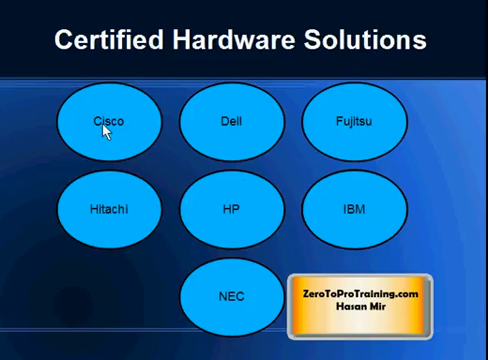 Certified Hardware Solutions
Cisco
Dell
Fujitsu
Hitachi
HP
IBM
NEC
ZeroToProTraining.com
Hasan Mir